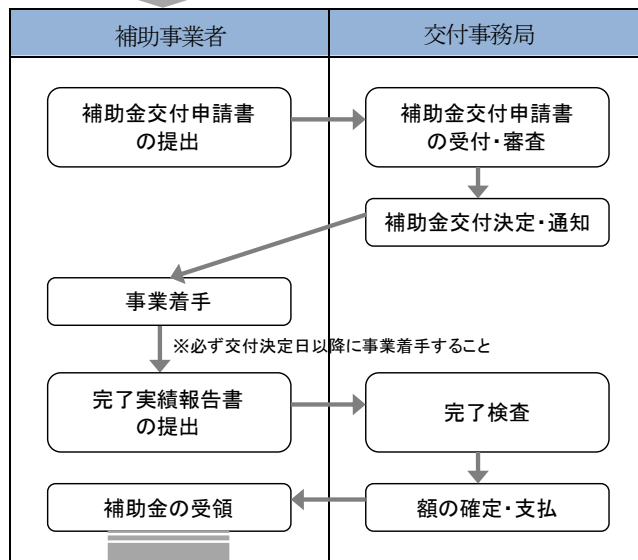 補助事業者
交付事務局
補助金交付申請書
の提出
補助金交付申請書
の受付・審査
補助金交付決定・通知
事業着手
※必ず交付決定日以降に事業着手すること
完了実績報告書
の提出
完了検査
額の確定・支払
補助金の受領